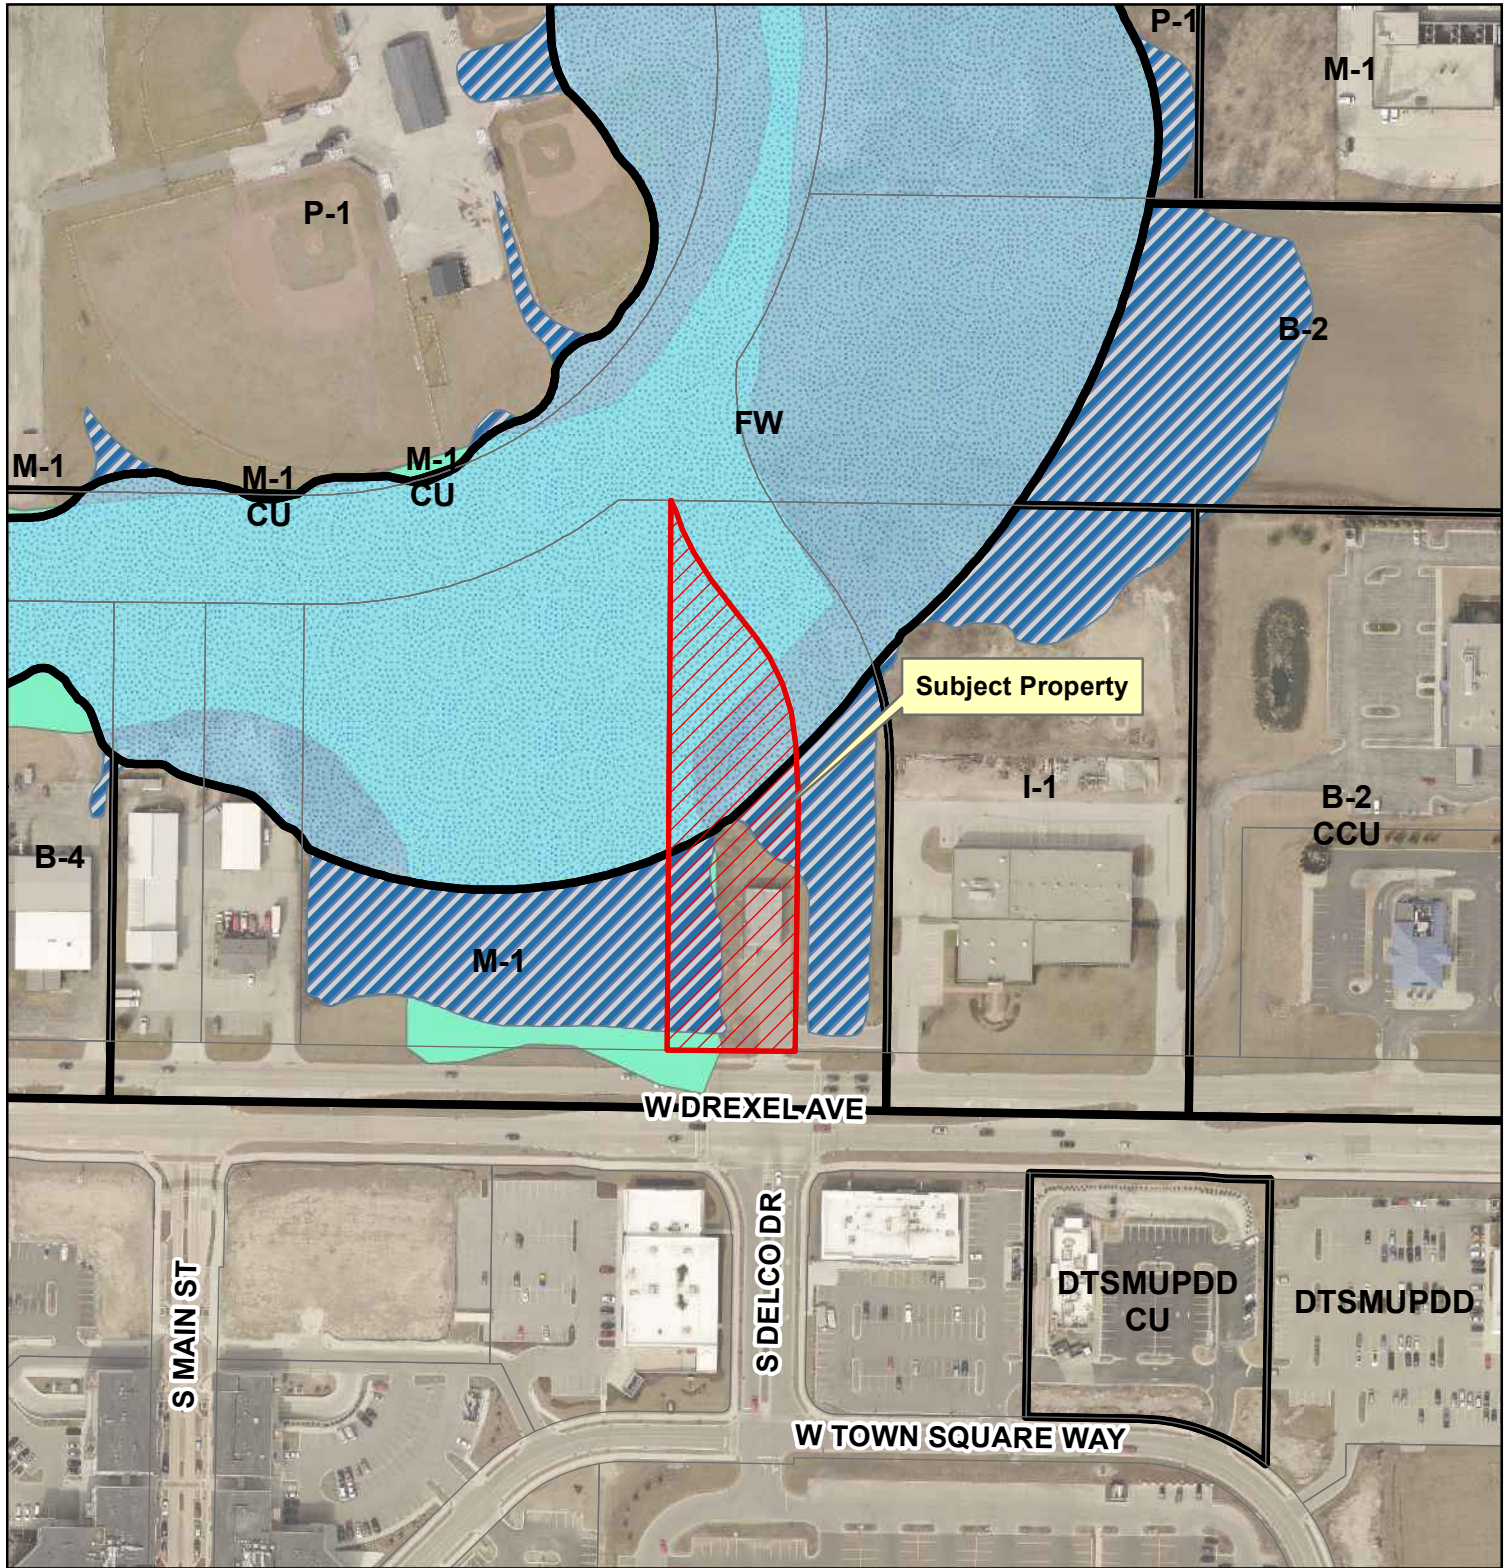 P-1
M-1
P-1
B-2
FW
M-1
M-1
CU
M-1
CU
Subject Property
I-1
B-2
CCU
B-4
M-1
W DREXEL AVE
S MAIN ST
S DELCO DR
DTSMUPDD
CU
DTSMUPDD
W TOWN SQUARE WAY